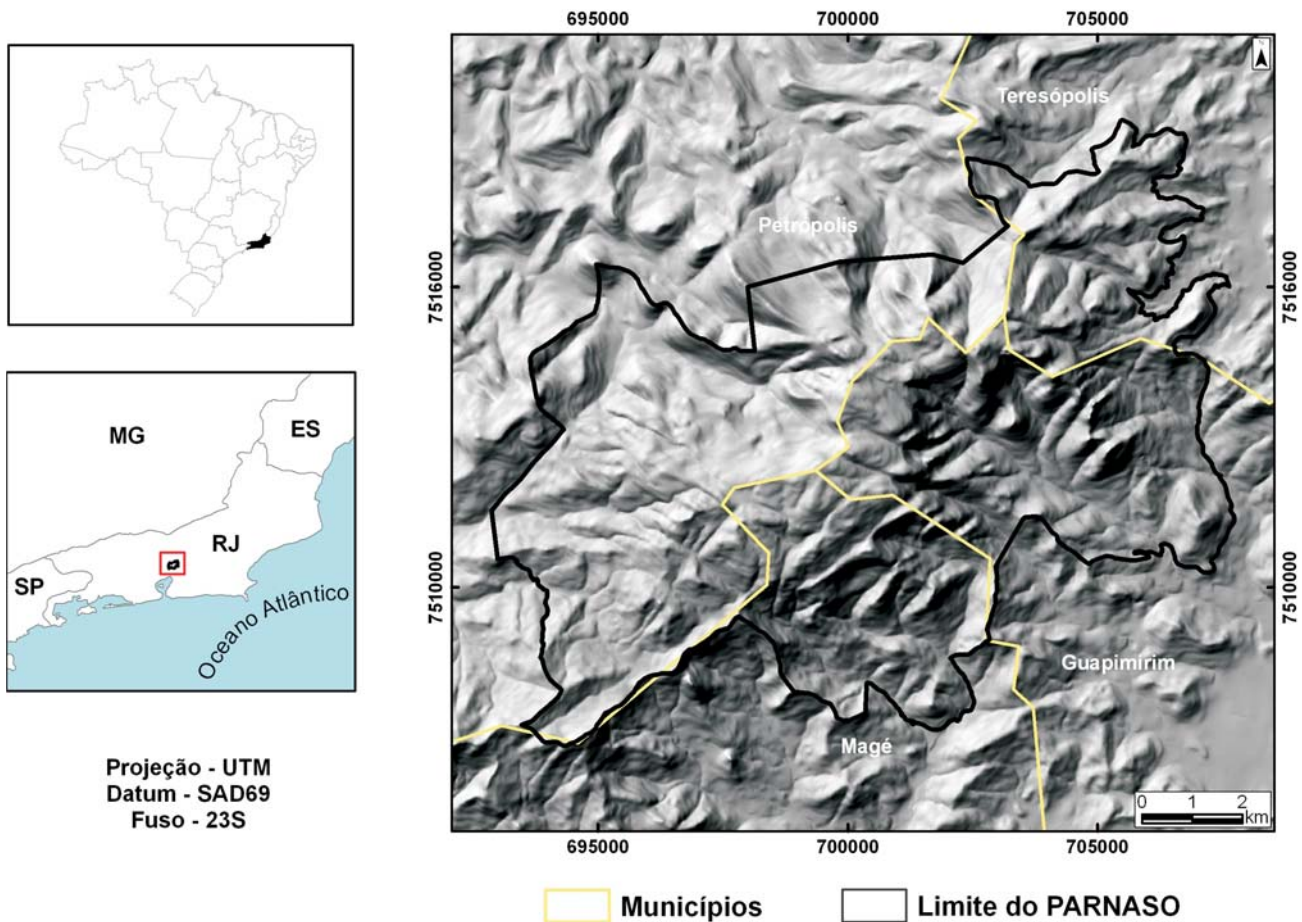 695000
700000
705000
Teresópolis
Petrópolis
7516000
7516000
MG
ES
RJ
SP
Oceano Atlântico
7510000
7510000
Guapimirim
Magé
Projeção - UTM
Datum - SAD69
Fuso - 23S
0 1 2
km
695000
700000
705000
Municípios
Limite do PARNASO